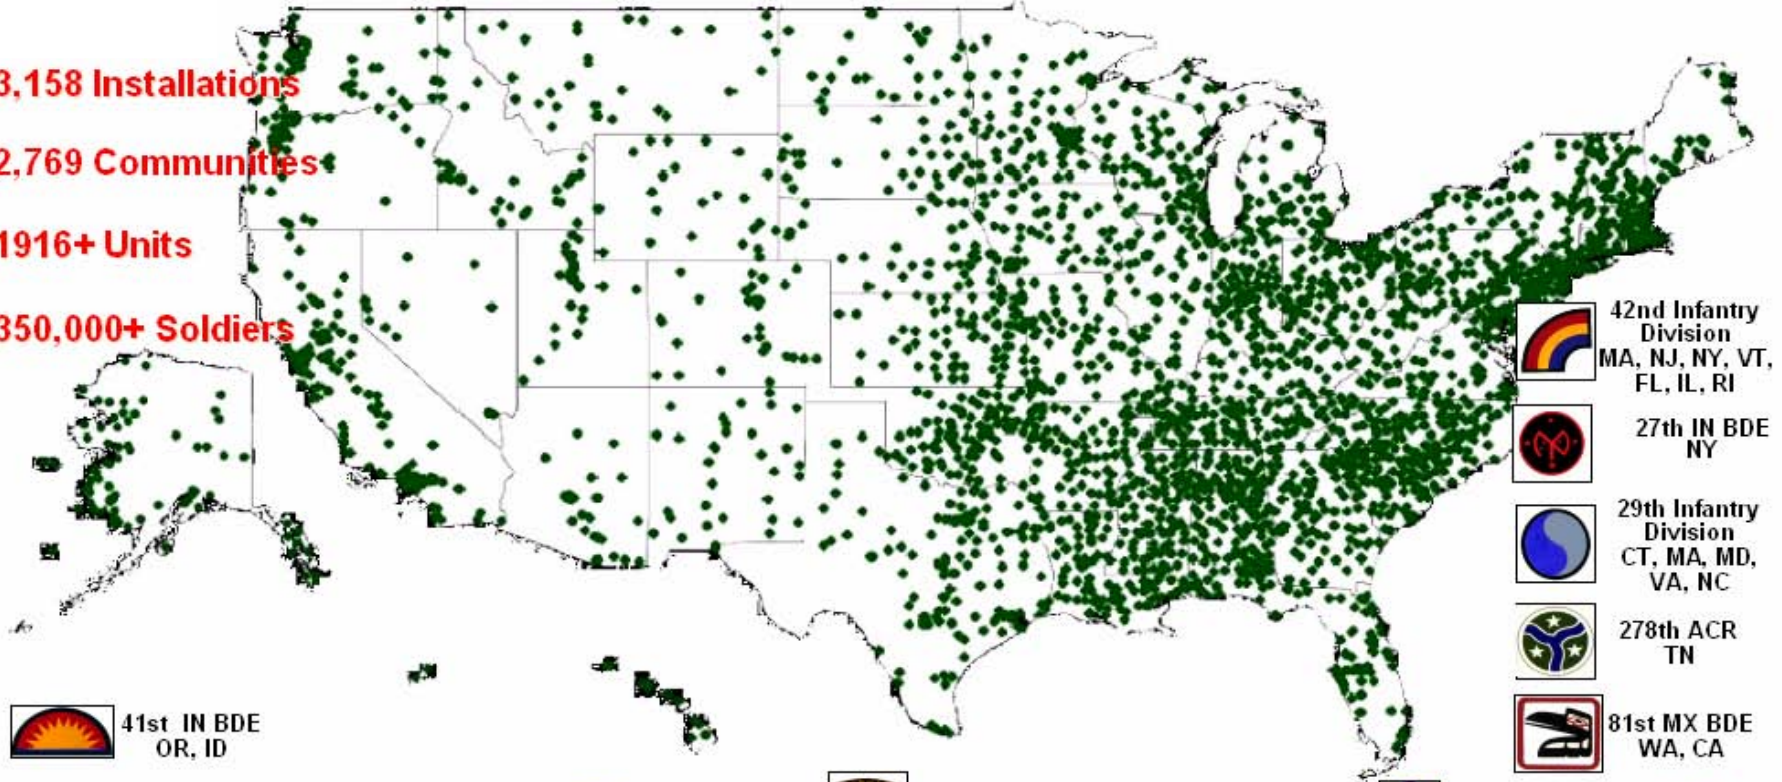 3,158 Installations
2,769 Communities
1916+ Units
350,000+ Soldiers
42nd Infantry
Division
MA, NJ, NY, VT,
FL, IL, RI
27th IN BDE
NY
29th Infantry
Division
CT, MA, MD,
VA, NC
278th ACR
TN
81st MX BDE
WA, CA
41st IN BDE
OR, ID